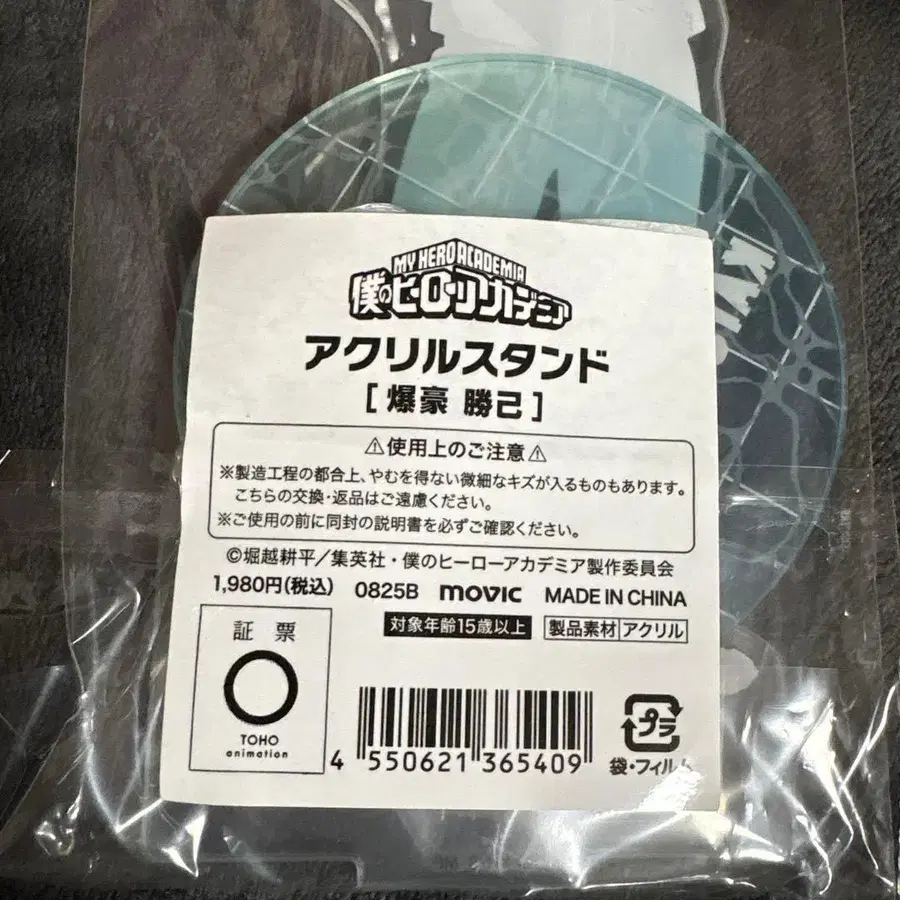 MY HERO ACADEMIA
僕のヒーローアカデミア
アクリルスタンド
[ 爆豪 勝己 ]
⚠使用上のご注意⚠
※製造工程の都合上、やむを得ない微細なキズが入るものもあります。
こちらの交換・返品はご遠慮ください。
※ご使用の前に同封の説明書を必ずご確認ください。
©堀越耕平/集英社・僕のヒーローアカデミア製作委員会
1,980円(税込) 0825B movic MADE IN CHINA
対象年齢15歳以上 製品素材 アクリル
証 票
TOHO
animation
4 550621 365409
プラ
袋・フィルム